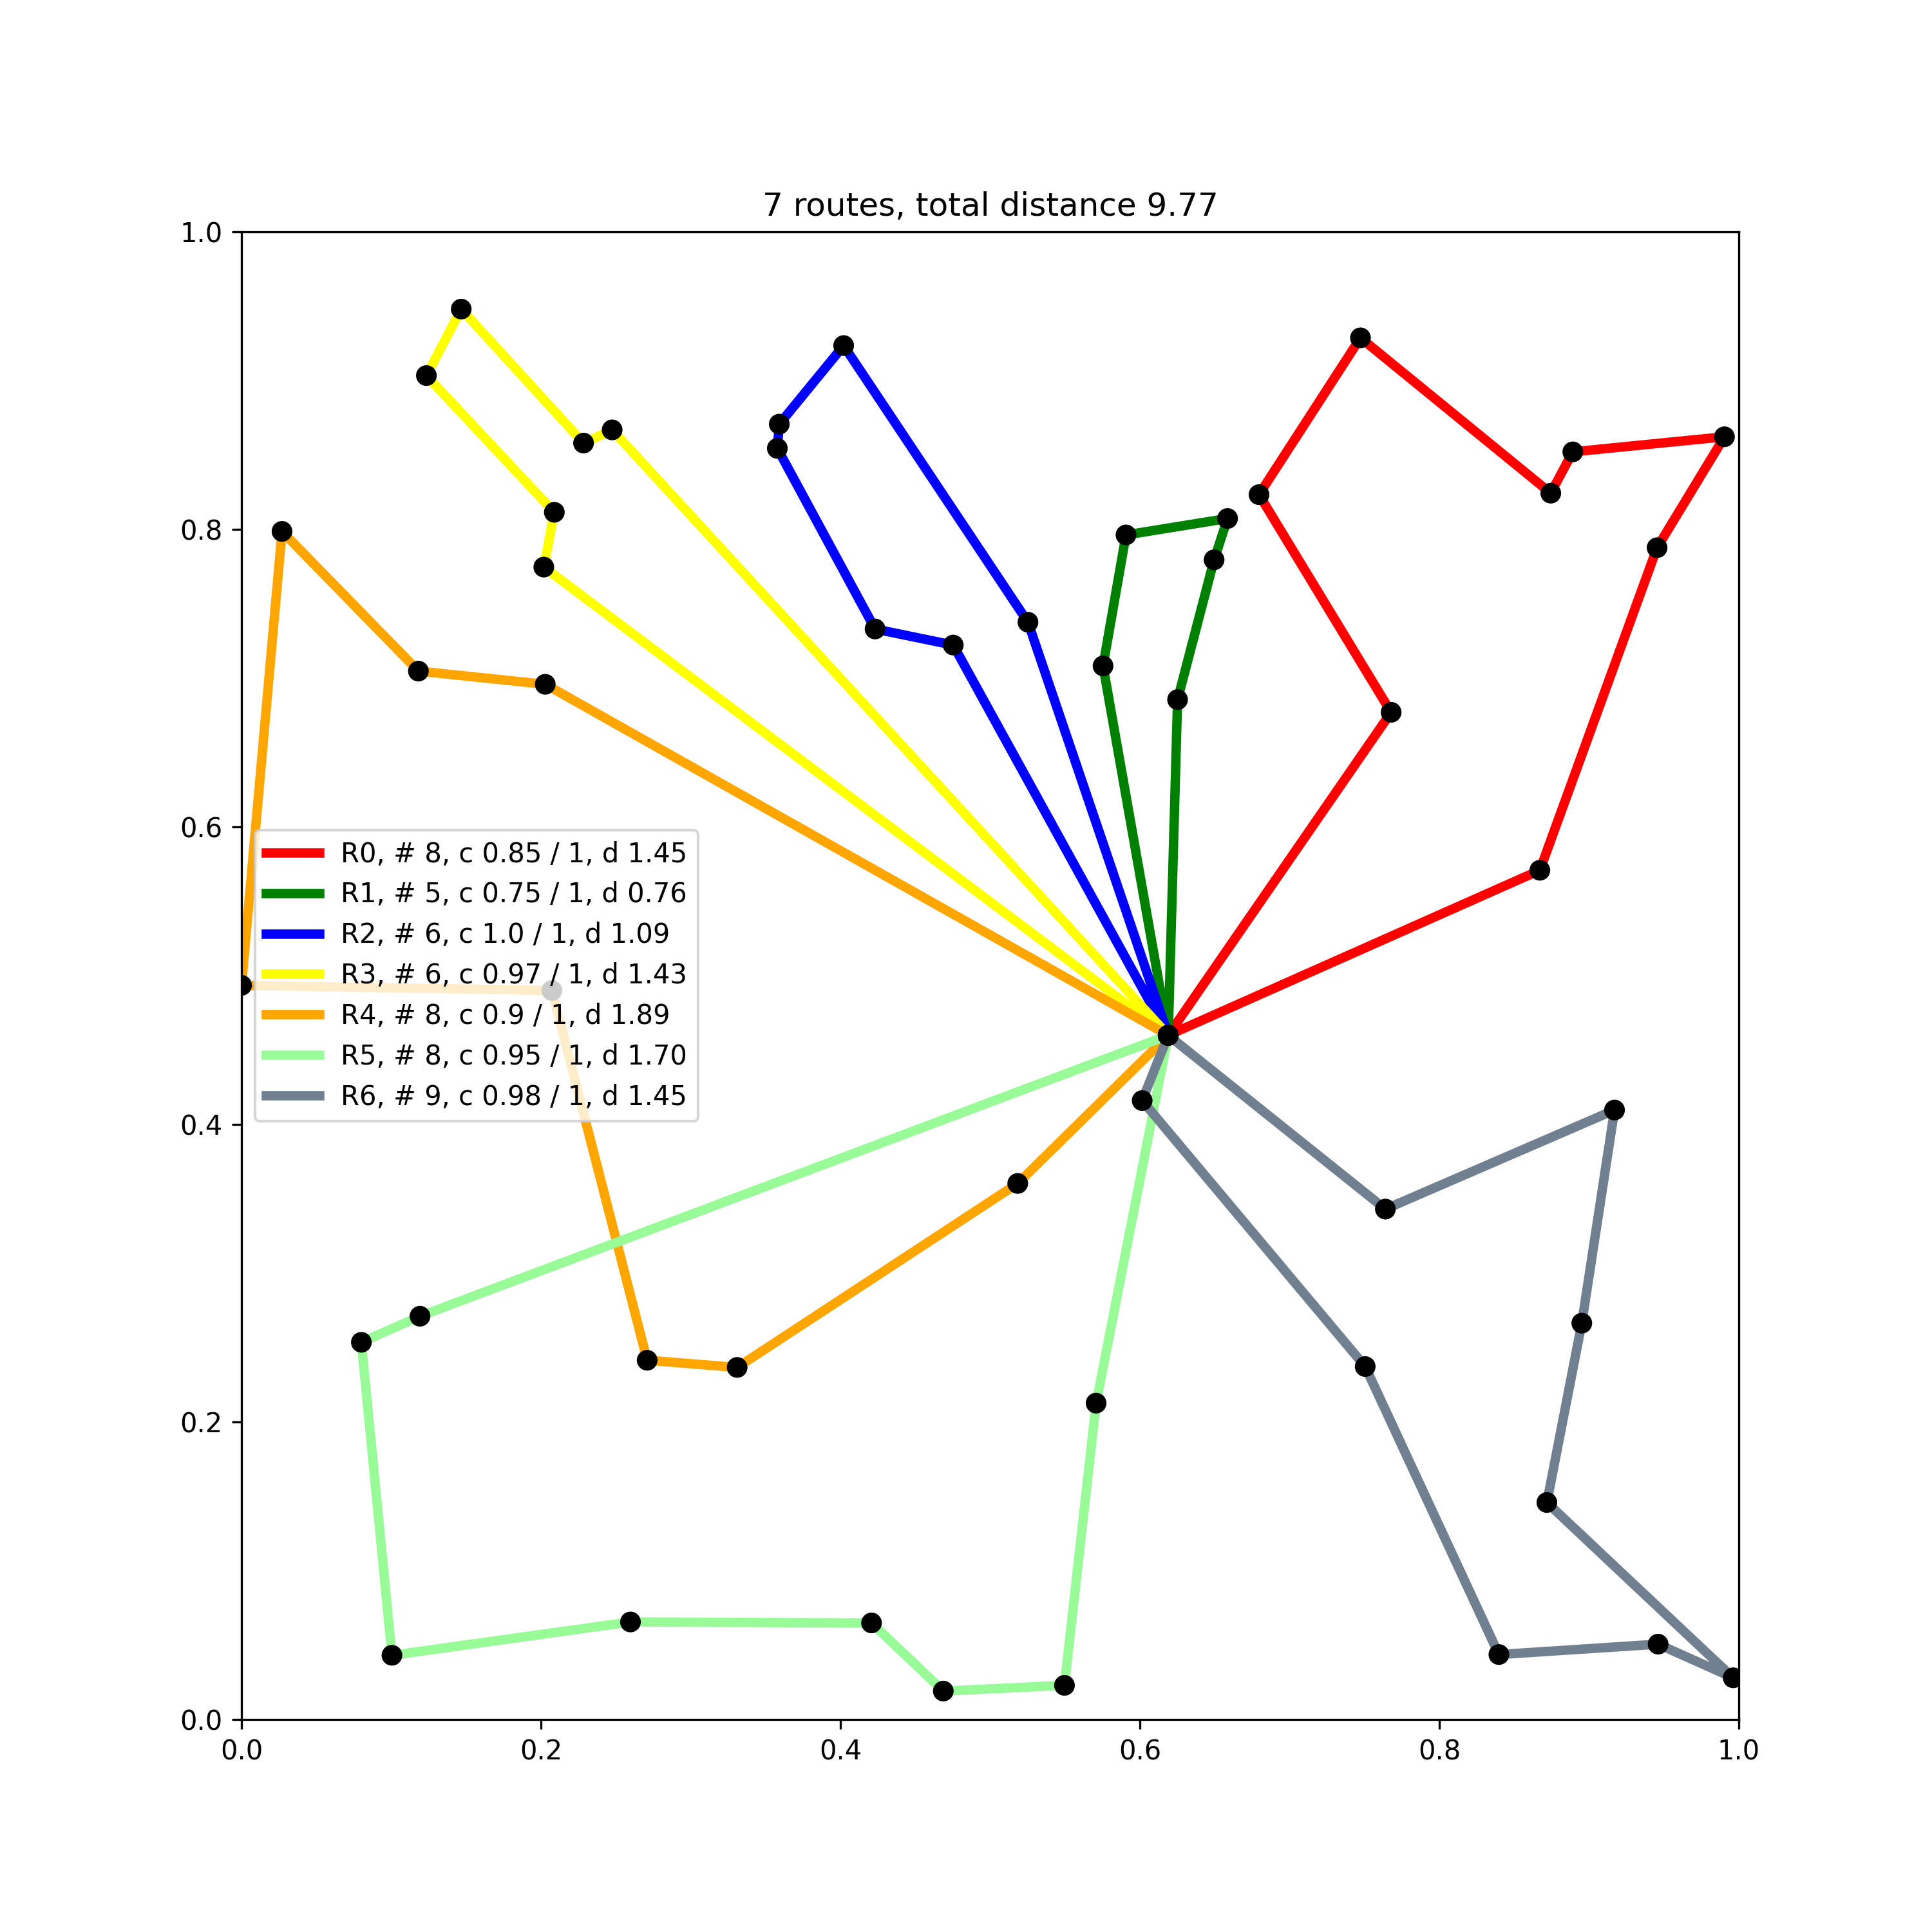 7 routes, total distance 9.77
1.0
0.8
0.6
0.4
0.2
0.0
R0, # 8, c 0.85 / 1, d 1.45
R1, # 5, c 0.75 / 1, d 0.76
R2, # 6, c 1.0 / 1, d 1.09
R3, # 6, c 0.97 / 1, d 1.43
R4, # 8, c 0.9 / 1, d 1.89
R5, # 8, c 0.95 / 1, d 1.70
R6, # 9, c 0.98 / 1, d 1.45
0.0 0.2 0.4 0.6 0.8 1.0